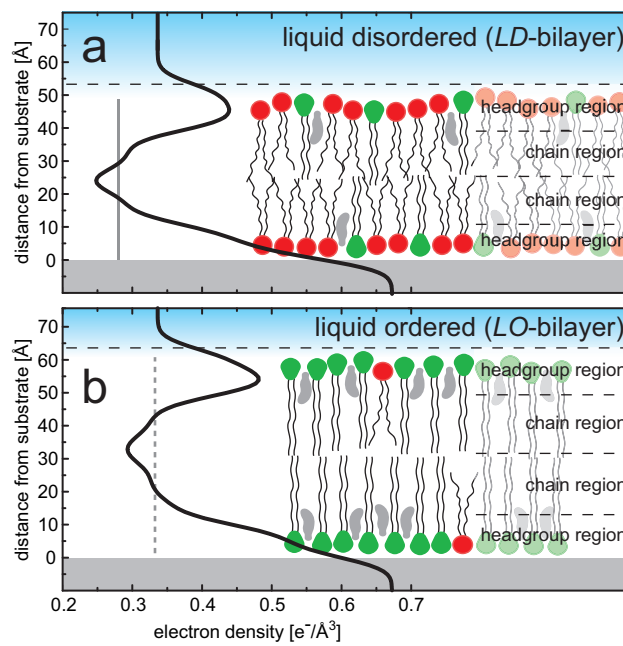 a
liquid disordered (LD-bilayer)
distance from substrate [Å]
70
60
50
40
30
20
10
0
headgroup region
chain region
chain region
headgroup region
b
liquid ordered (LO-bilayer)
distance from substrate [Å]
70
60
50
40
30
20
10
0
headgroup region
chain region
chain region
headgroup region
0.2 0.3 0.4 0.5 0.6 0.7
electron density [e⁻/Å³]